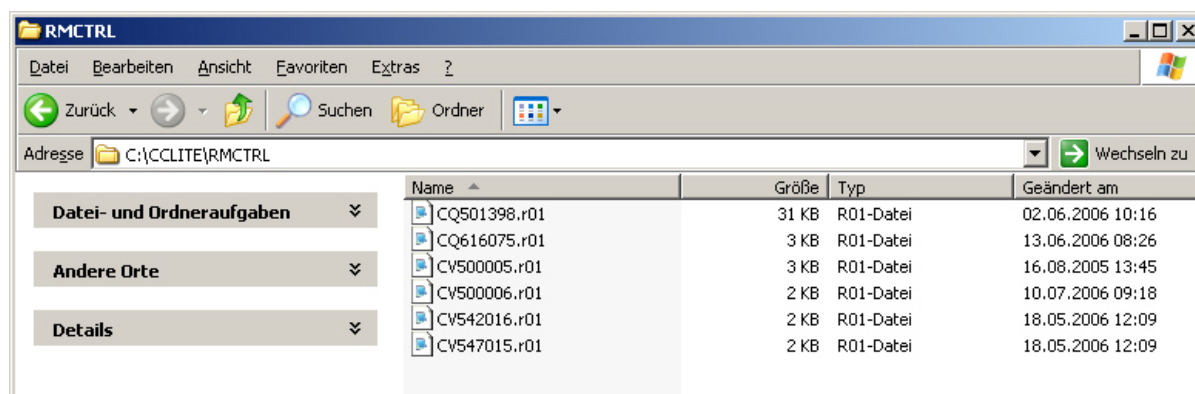 RMCTRL
Datei Bearbeiten Ansicht Favoriten Extras ?
Zurück Suchen Ordner
Adresse C:\CCLITE\RMCTRL Wechseln zu
Name Größe Typ Geändert am
Datei- und Ordneraufgaben
Andere Orte
Details
CQ501398.r01 31 KB R01-Datei 02.06.2006 10:16
CQ616075.r01 3 KB R01-Datei 13.06.2006 08:26
CV500005.r01 3 KB R01-Datei 16.08.2005 13:45
CV500006.r01 2 KB R01-Datei 10.07.2006 09:18
CV542016.r01 2 KB R01-Datei 18.05.2006 12:09
CV547015.r01 2 KB R01-Datei 18.05.2006 12:09